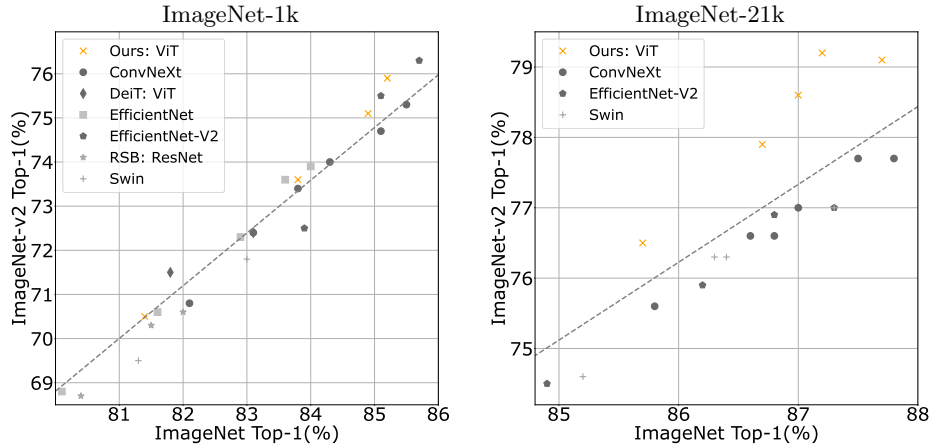 ImageNet-1k
ImageNet-v2 Top-1(%)
76
75
74
73
72
71
70
69
Ours: ViT
ConvNeXt
DeiT: ViT
EfficientNet
EfficientNet-V2
RSB: ResNet
Swin
81 82 83 84 85 86
ImageNet Top-1(%)
ImageNet-21k
ImageNet-v2 Top-1(%)
79
78
77
76
75
Ours: ViT
ConvNeXt
EfficientNet-V2
Swin
85 86 87 88
ImageNet Top-1(%)